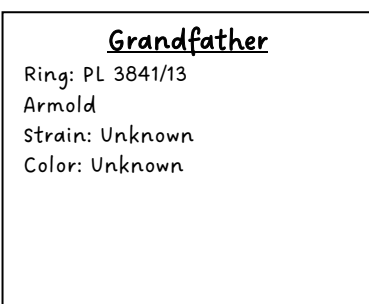 Grandfather
Ring: PL 3841/13
Armold
Strain: Unknown
Color: Unknown